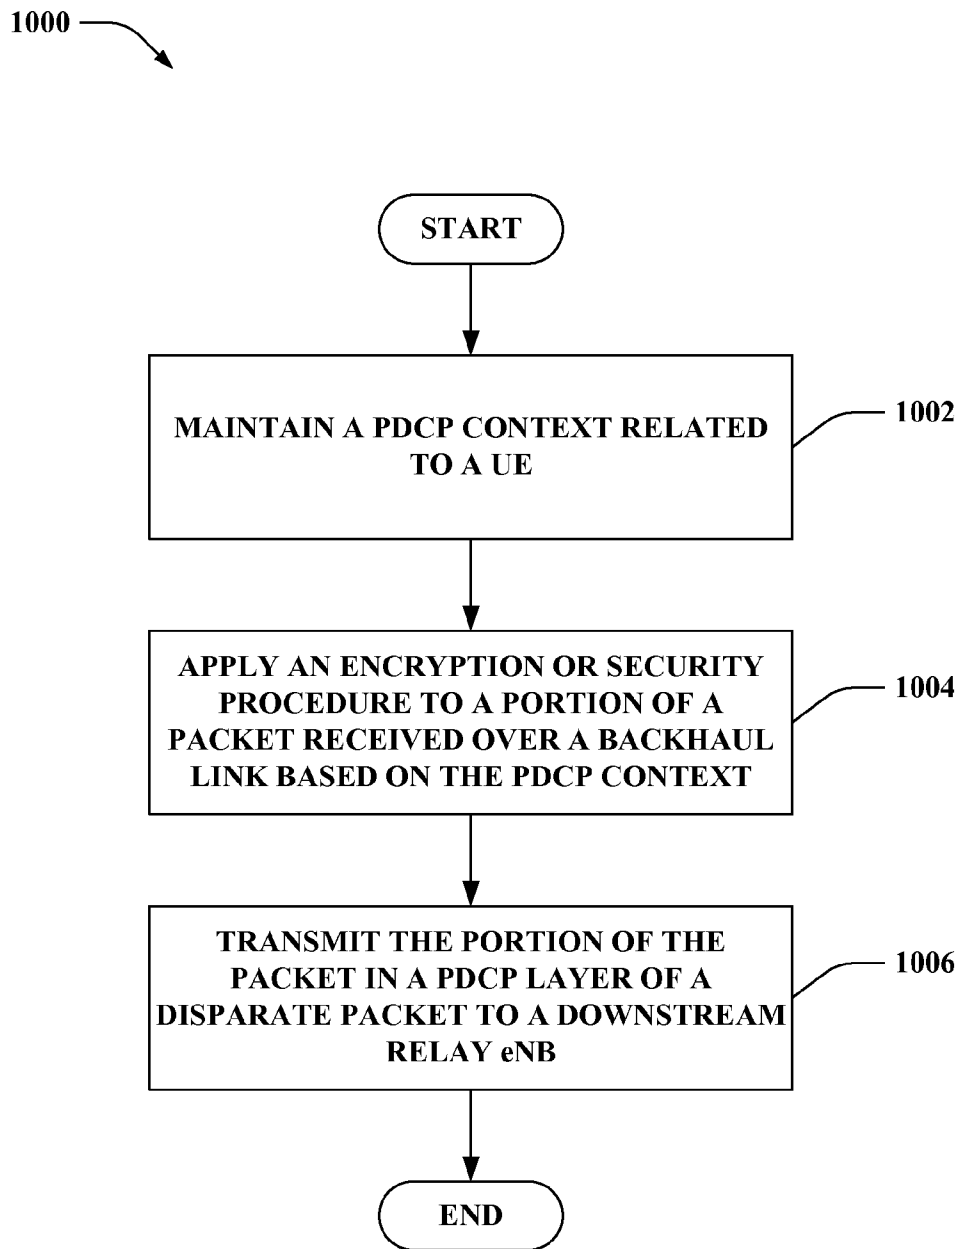 1000
START
MAINTAIN A PDCP CONTEXT RELATED
TO A UE
1002
APPLY AN ENCRYPTION OR SECURITY
PROCEDURE TO A PORTION OF A
PACKET RECEIVED OVER A BACKHAUL
LINK BASED ON THE PDCP CONTEXT
1004
TRANSMIT THE PORTION OF THE
PACKET IN A PDCP LAYER OF A
DISPARATE PACKET TO A DOWNSTREAM
RELAY eNB
1006
END